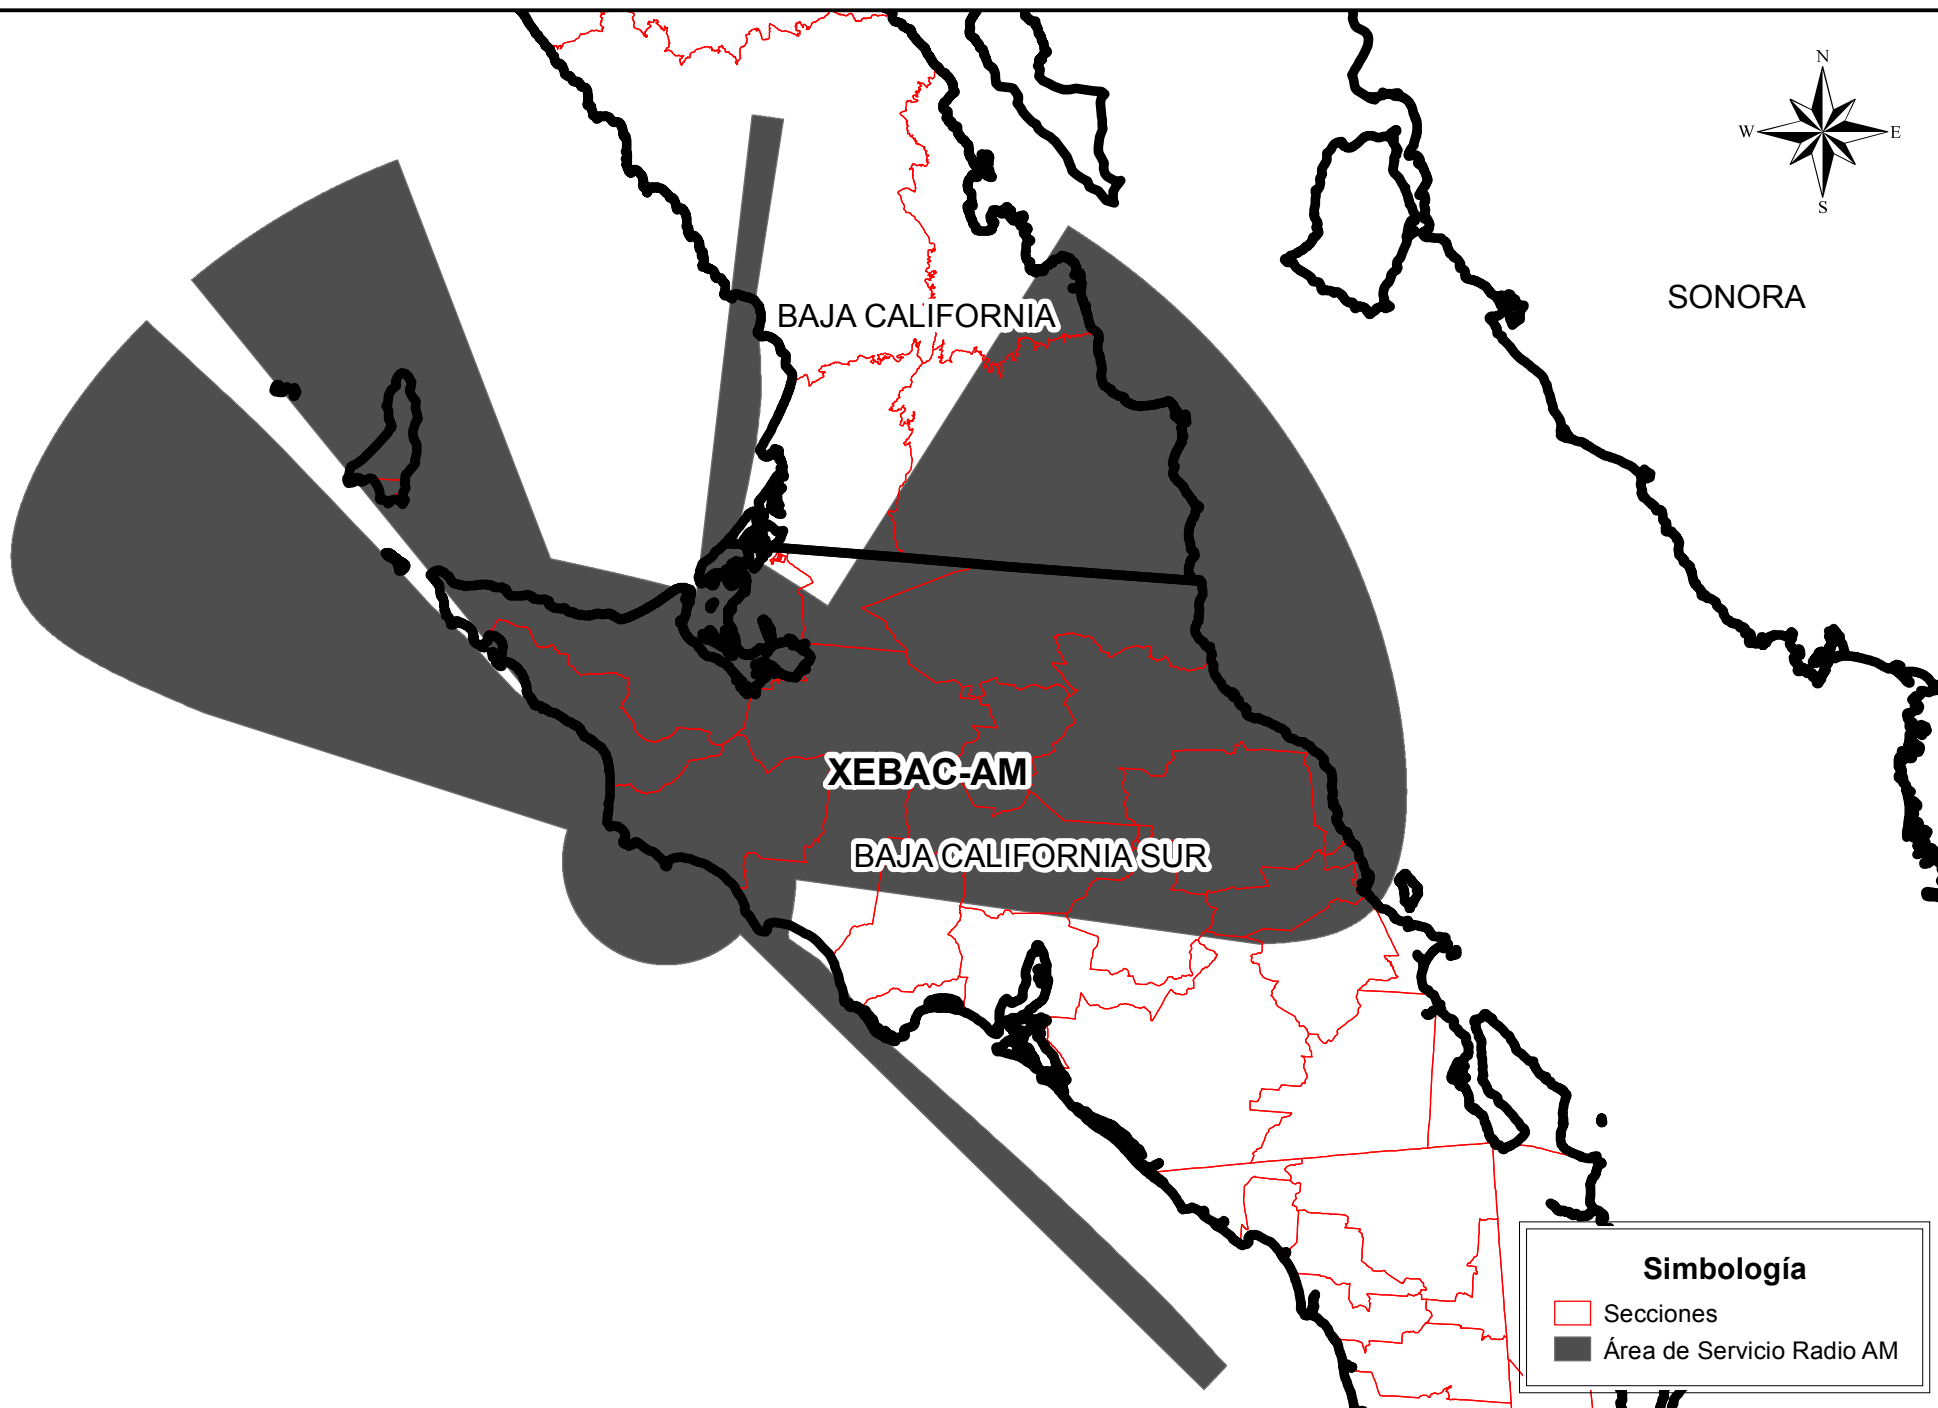 N
W
E
S
BAJA CALIFORNIA
SONORA
XEBAC-AM
BAJA CALIFORNIA SUR
Simbología
Secciones
Área de Servicio Radio AM